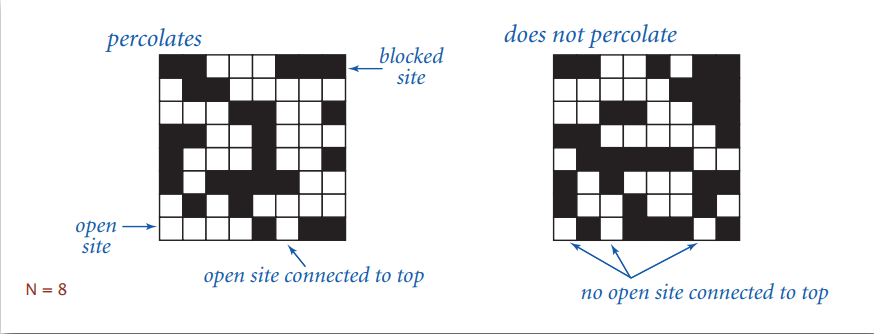 percolates
does not percolate
blocked
site
open
site
open site connected to top
no open site connected to top
N = 8